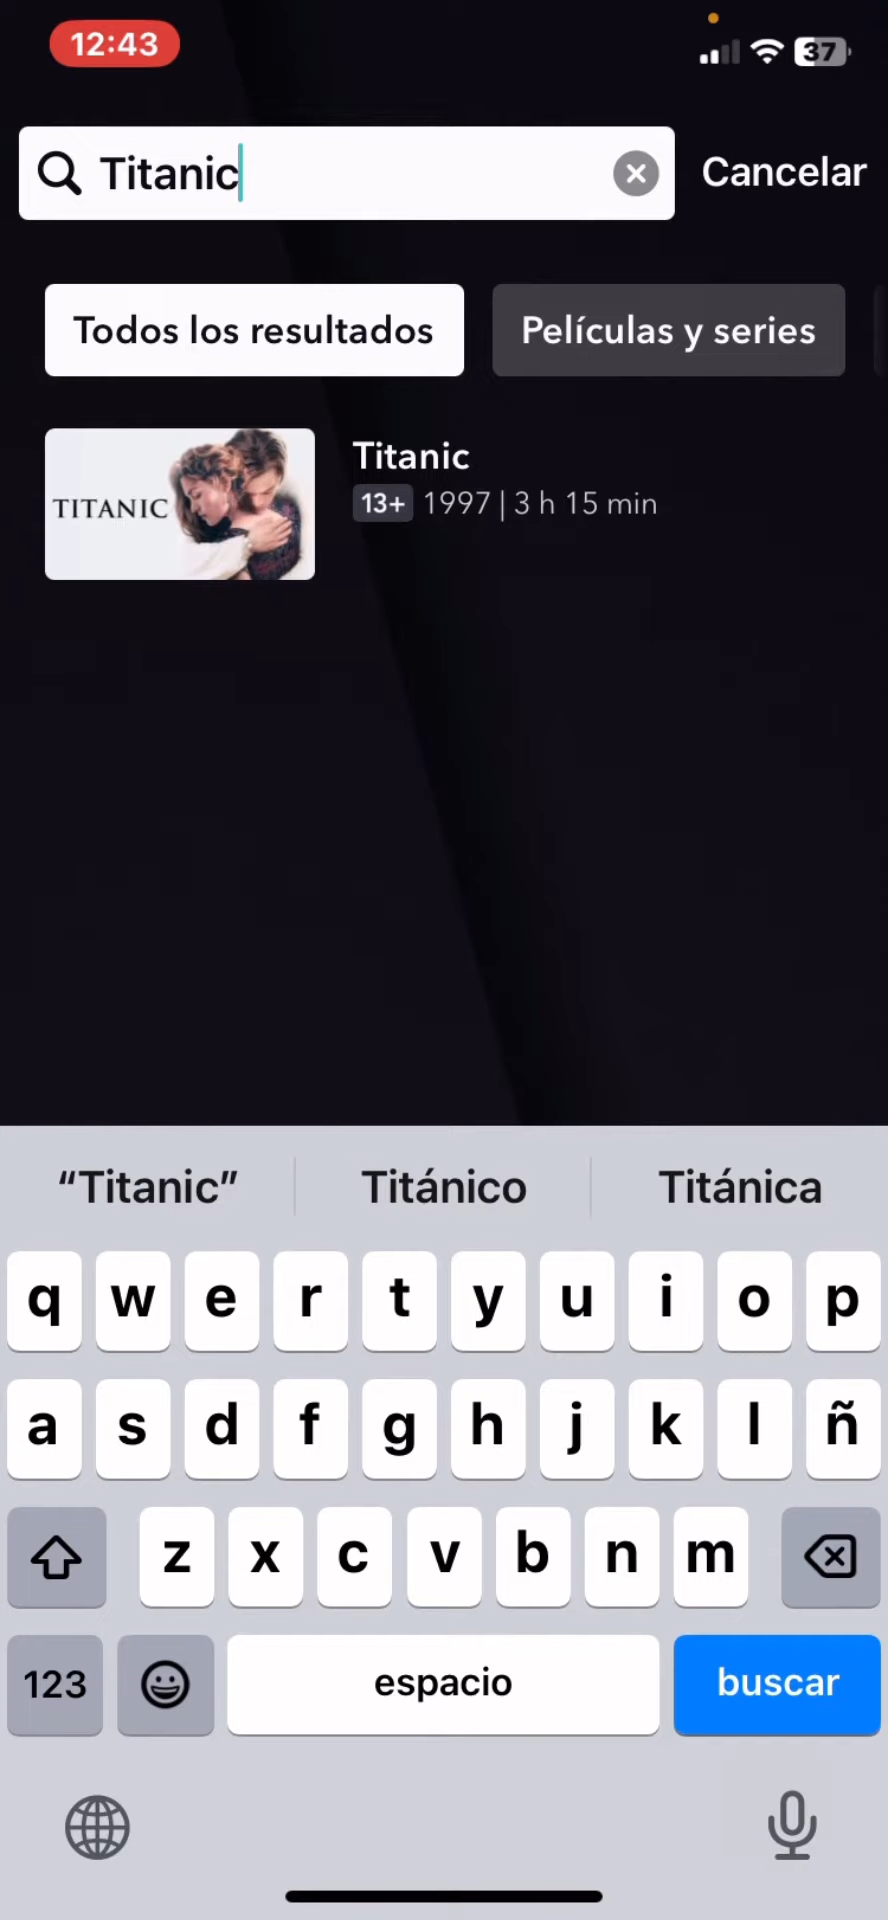 12:43
37
Titanic
Cancelar
Todos los resultados
Películas y series
TITANIC
Titanic
13+ 1997 | 3 h 15 min
“Titanic”
Titánico
Titánica
q w e r t y u i o p
a s d f g h j k l ñ
z x c v b n m
123
espacio
buscar